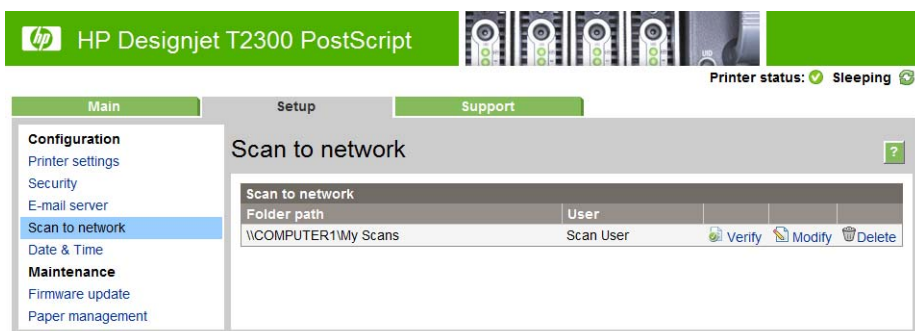 hp HP Designjet T2300 PostScript
UID
Printer status: Sleeping
Main Setup Support
Configuration
Printer settings
Security
E-mail server
Scan to network
Date & Time
Maintenance
Firmware update
Paper management
Scan to network
?
Scan to network
Folder path User
\\COMPUTER1\My Scans Scan User Verify Modify Delete